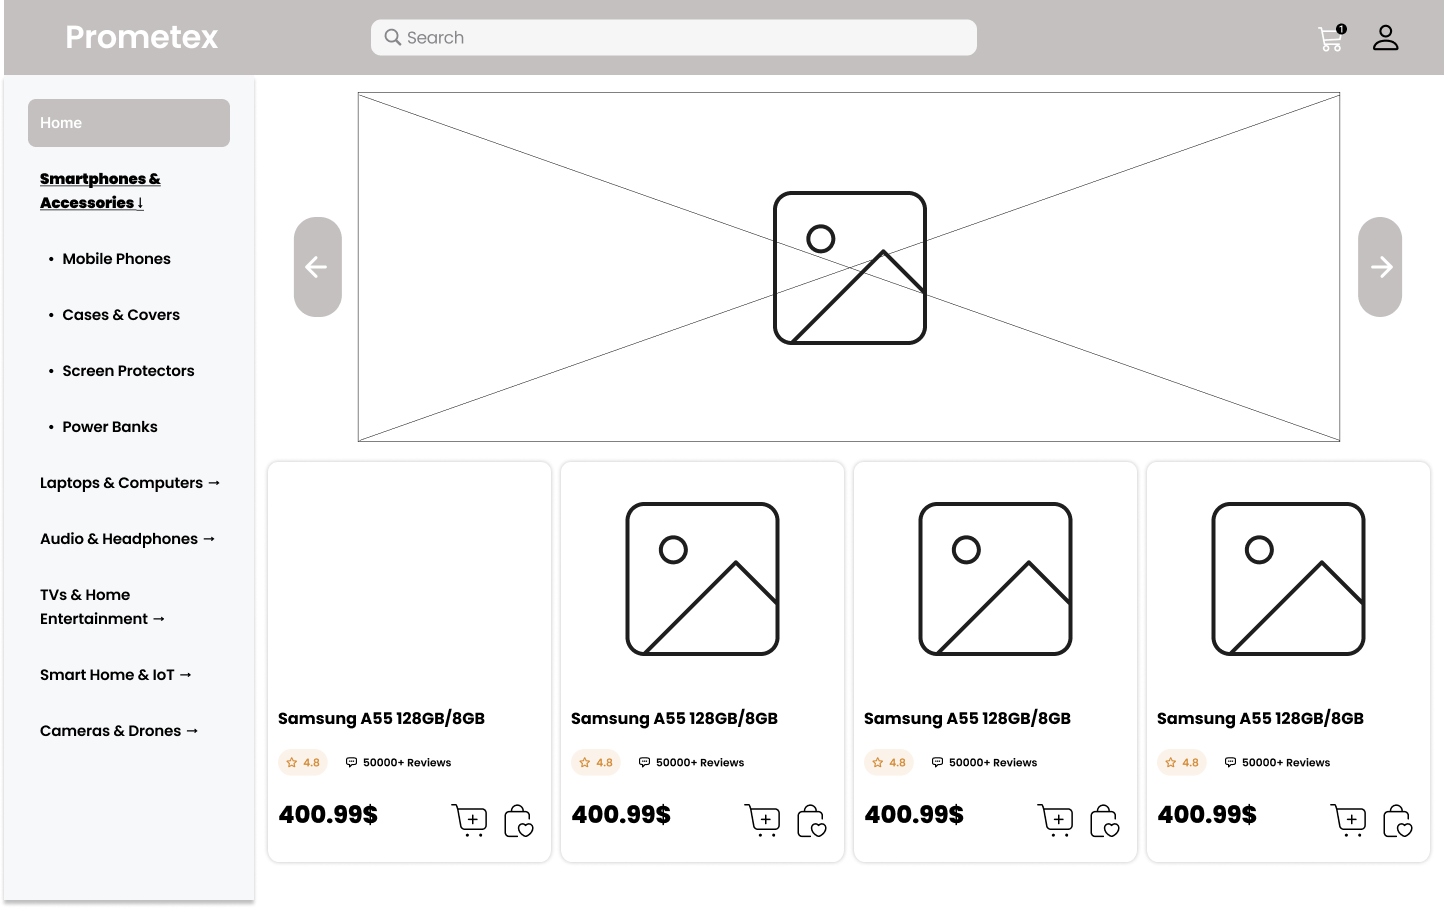 Prometex
Search
1
Home
Smartphones &
Accessories ↓
• Mobile Phones
• Cases & Covers
• Screen Protectors
• Power Banks
Laptops & Computers →
Audio & Headphones →
TVs & Home
Entertainment →
Smart Home & IoT →
Cameras & Drones →
Samsung A55 128GB/8GB
4.8 50000+ Reviews
400.99$
Samsung A55 128GB/8GB
4.8 50000+ Reviews
400.99$
Samsung A55 128GB/8GB
4.8 50000+ Reviews
400.99$
Samsung A55 128GB/8GB
4.8 50000+ Reviews
400.99$